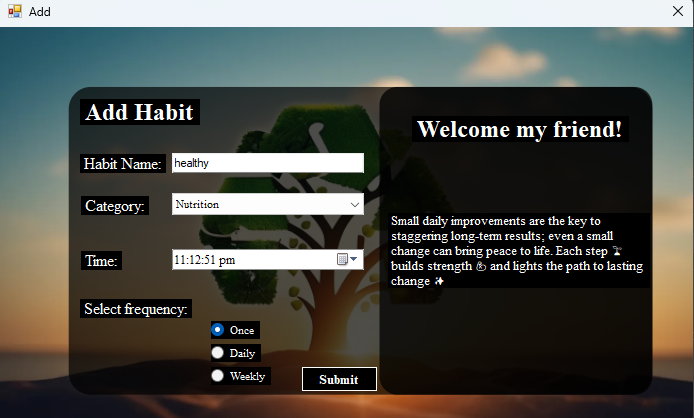 Add
Add Habit
Habit Name: healthy
Category: Nutrition
Time: 11:12:51 pm
Select frequency:
Once
Daily
Weekly
Submit
Welcome my friend!
Small daily improvements are the key to
staggering long-term results; even a small
change can bring peace to life. Each step 🏋
builds strength 💪 and lights the path to lasting
change ✨